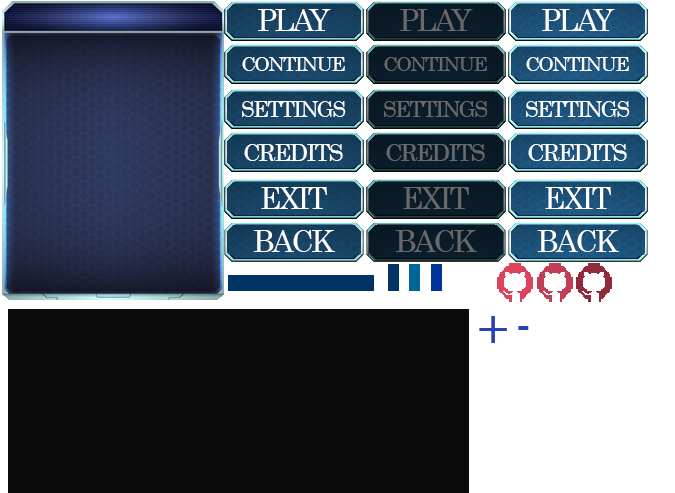 PLAY PLAY PLAY
CONTINUE CONTINUE CONTINUE
SETTINGS SETTINGS SETTINGS
CREDITS CREDITS CREDITS
EXIT EXIT EXIT
BACK BACK BACK
+ -